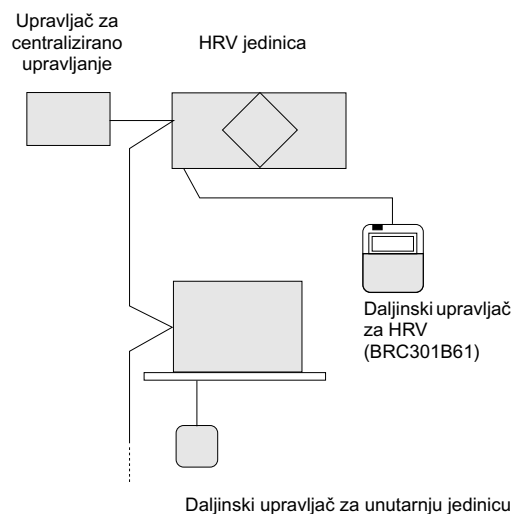 Upravljač za
centralizirano
upravljanje
HRV jedinica
Daljinski upravljač
za HRV
(BRC301B61)
Daljinski upravljač za unutarnju jedinicu